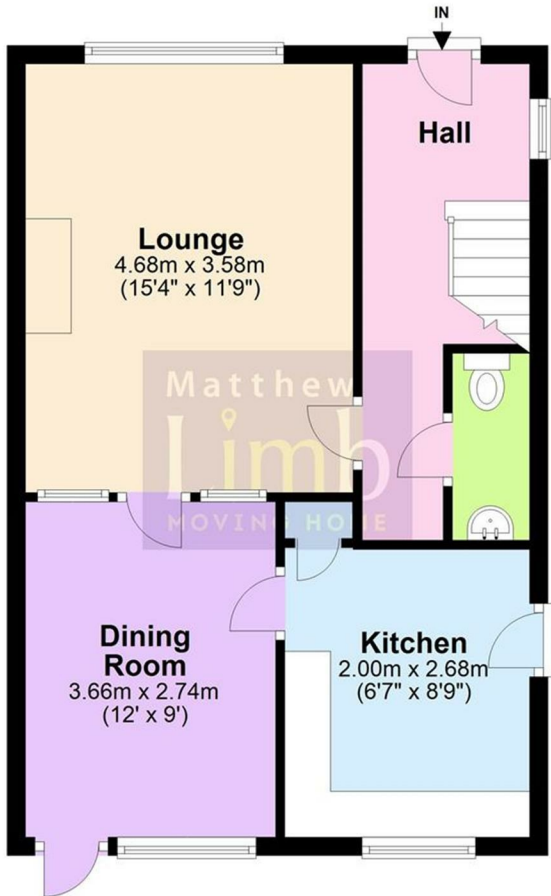 IN
Hall
Lounge
4.68m x 3.58m
(15'4" x 11'9")
Matthew
Limb
MOVING HOME
Dining
Room
3.66m x 2.74m
(12' x 9')
Kitchen
2.00m x 2.68m
(6'7" x 8'9")